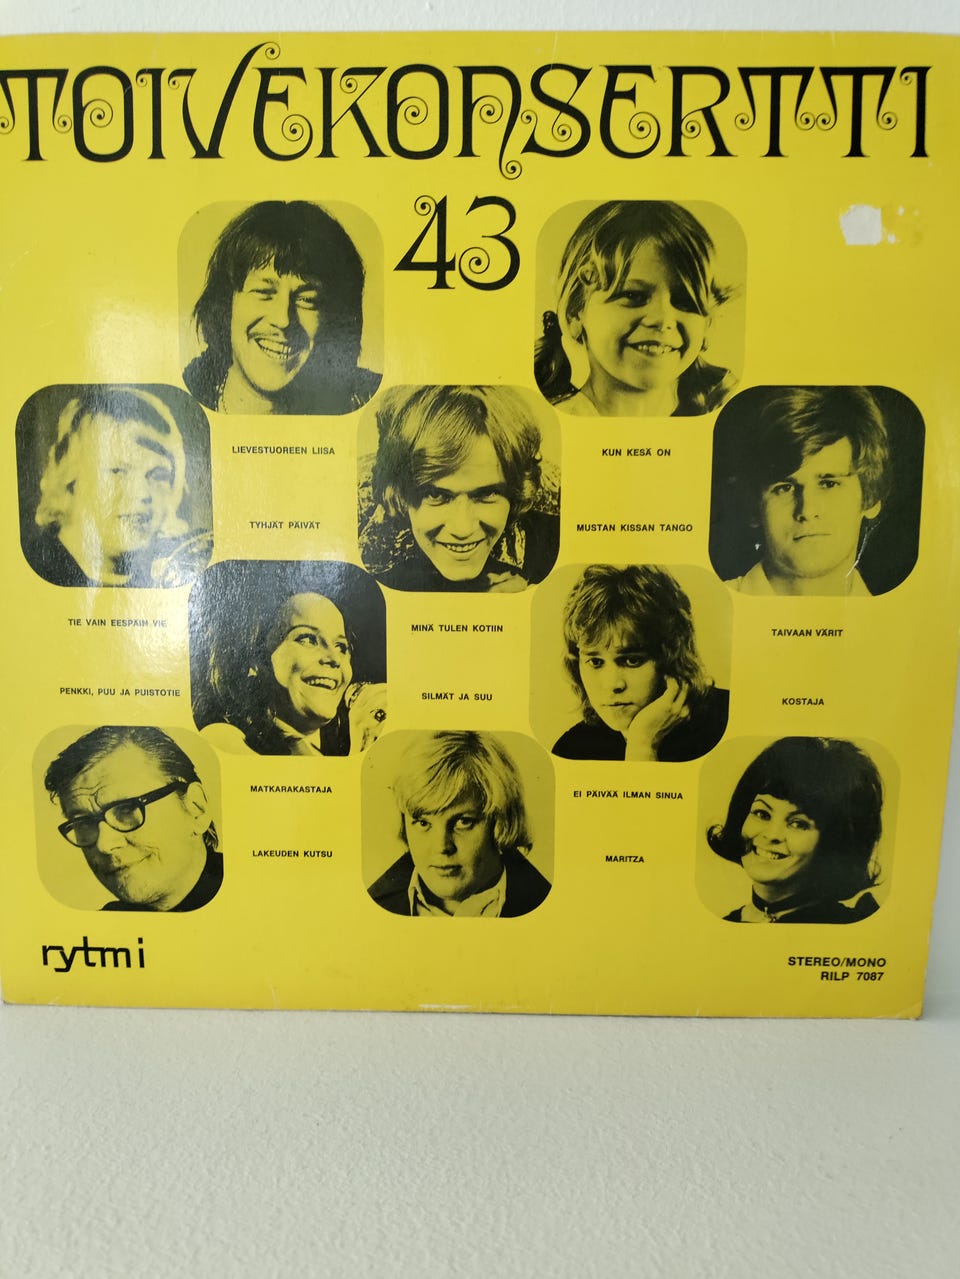 TOIVEKONSERTTI
43
LIEVESTUOREEN LIISA
KUN KESÄ ON
TYHJÄT PÄIVÄT
MUSTAN KISSAN TANGO
TIE VAIN EESPÄIN VIE
MINÄ TULEN KOTIIN
TAIVAAN VÄRIT
PENKKI, PUU JA PUISTOTIE
SILMÄT JA SUU
KOSTAJA
MATKARAKASTAJA
EI PÄIVÄÄ ILMAN SINUA
LAKEUDEN KUTSU
MARITZA
rytmi
STEREO/MONO
RILP 7087